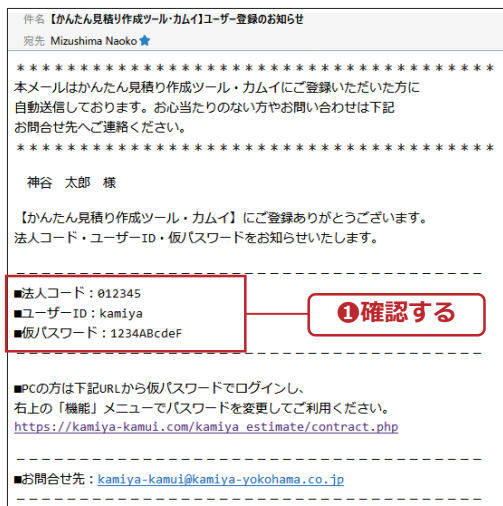 件名 【かんたん見積り作成ツール・カムイ】ユーザー登録のお知らせ
宛先 Mizushima Naoko
＊＊＊＊＊＊＊＊＊＊＊＊＊＊＊＊＊＊＊＊＊＊＊＊＊＊＊＊＊＊＊＊＊＊＊＊＊＊
本メールはかんたん見積り作成ツール・カムイにご登録いただいた方に
自動送信しております。お心当たりのない方やお問い合わせは下記
お問合せ先へご連絡ください。
＊＊＊＊＊＊＊＊＊＊＊＊＊＊＊＊＊＊＊＊＊＊＊＊＊＊＊＊＊＊＊＊＊＊＊＊＊＊
神谷　太郎　様
【かんたん見積り作成ツール・カムイ】にご登録ありがとうございます。
法人コード・ユーザーID・仮パスワードをお知らせいたします。
■法人コード：012345
■ユーザーID：kamiya
■仮パスワード：1234ABcdeF
❶確認する
■PCの方は下記URLから仮パスワードでログインし、
右上の「機能」メニューでパスワードを変更してご利用ください。
https://kamiya-kamui.com/kamiya_estimate/contract.php
■お問合せ先：kamiya-kamui@kamiya-yokohama.co.jp